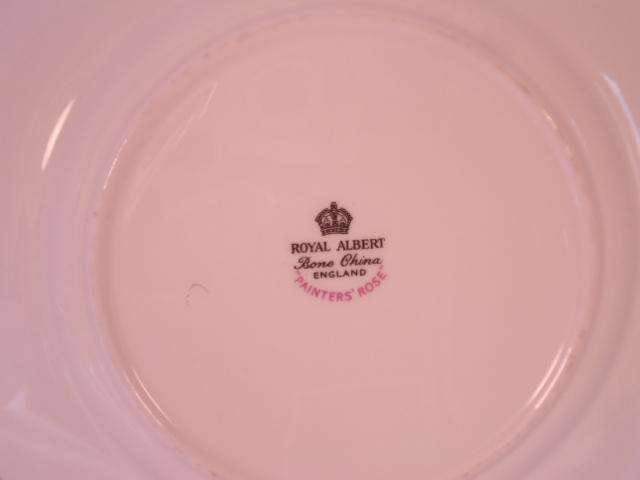 ROYAL ALBERT
Bone China
ENGLAND
"PAINTERS' ROSE"